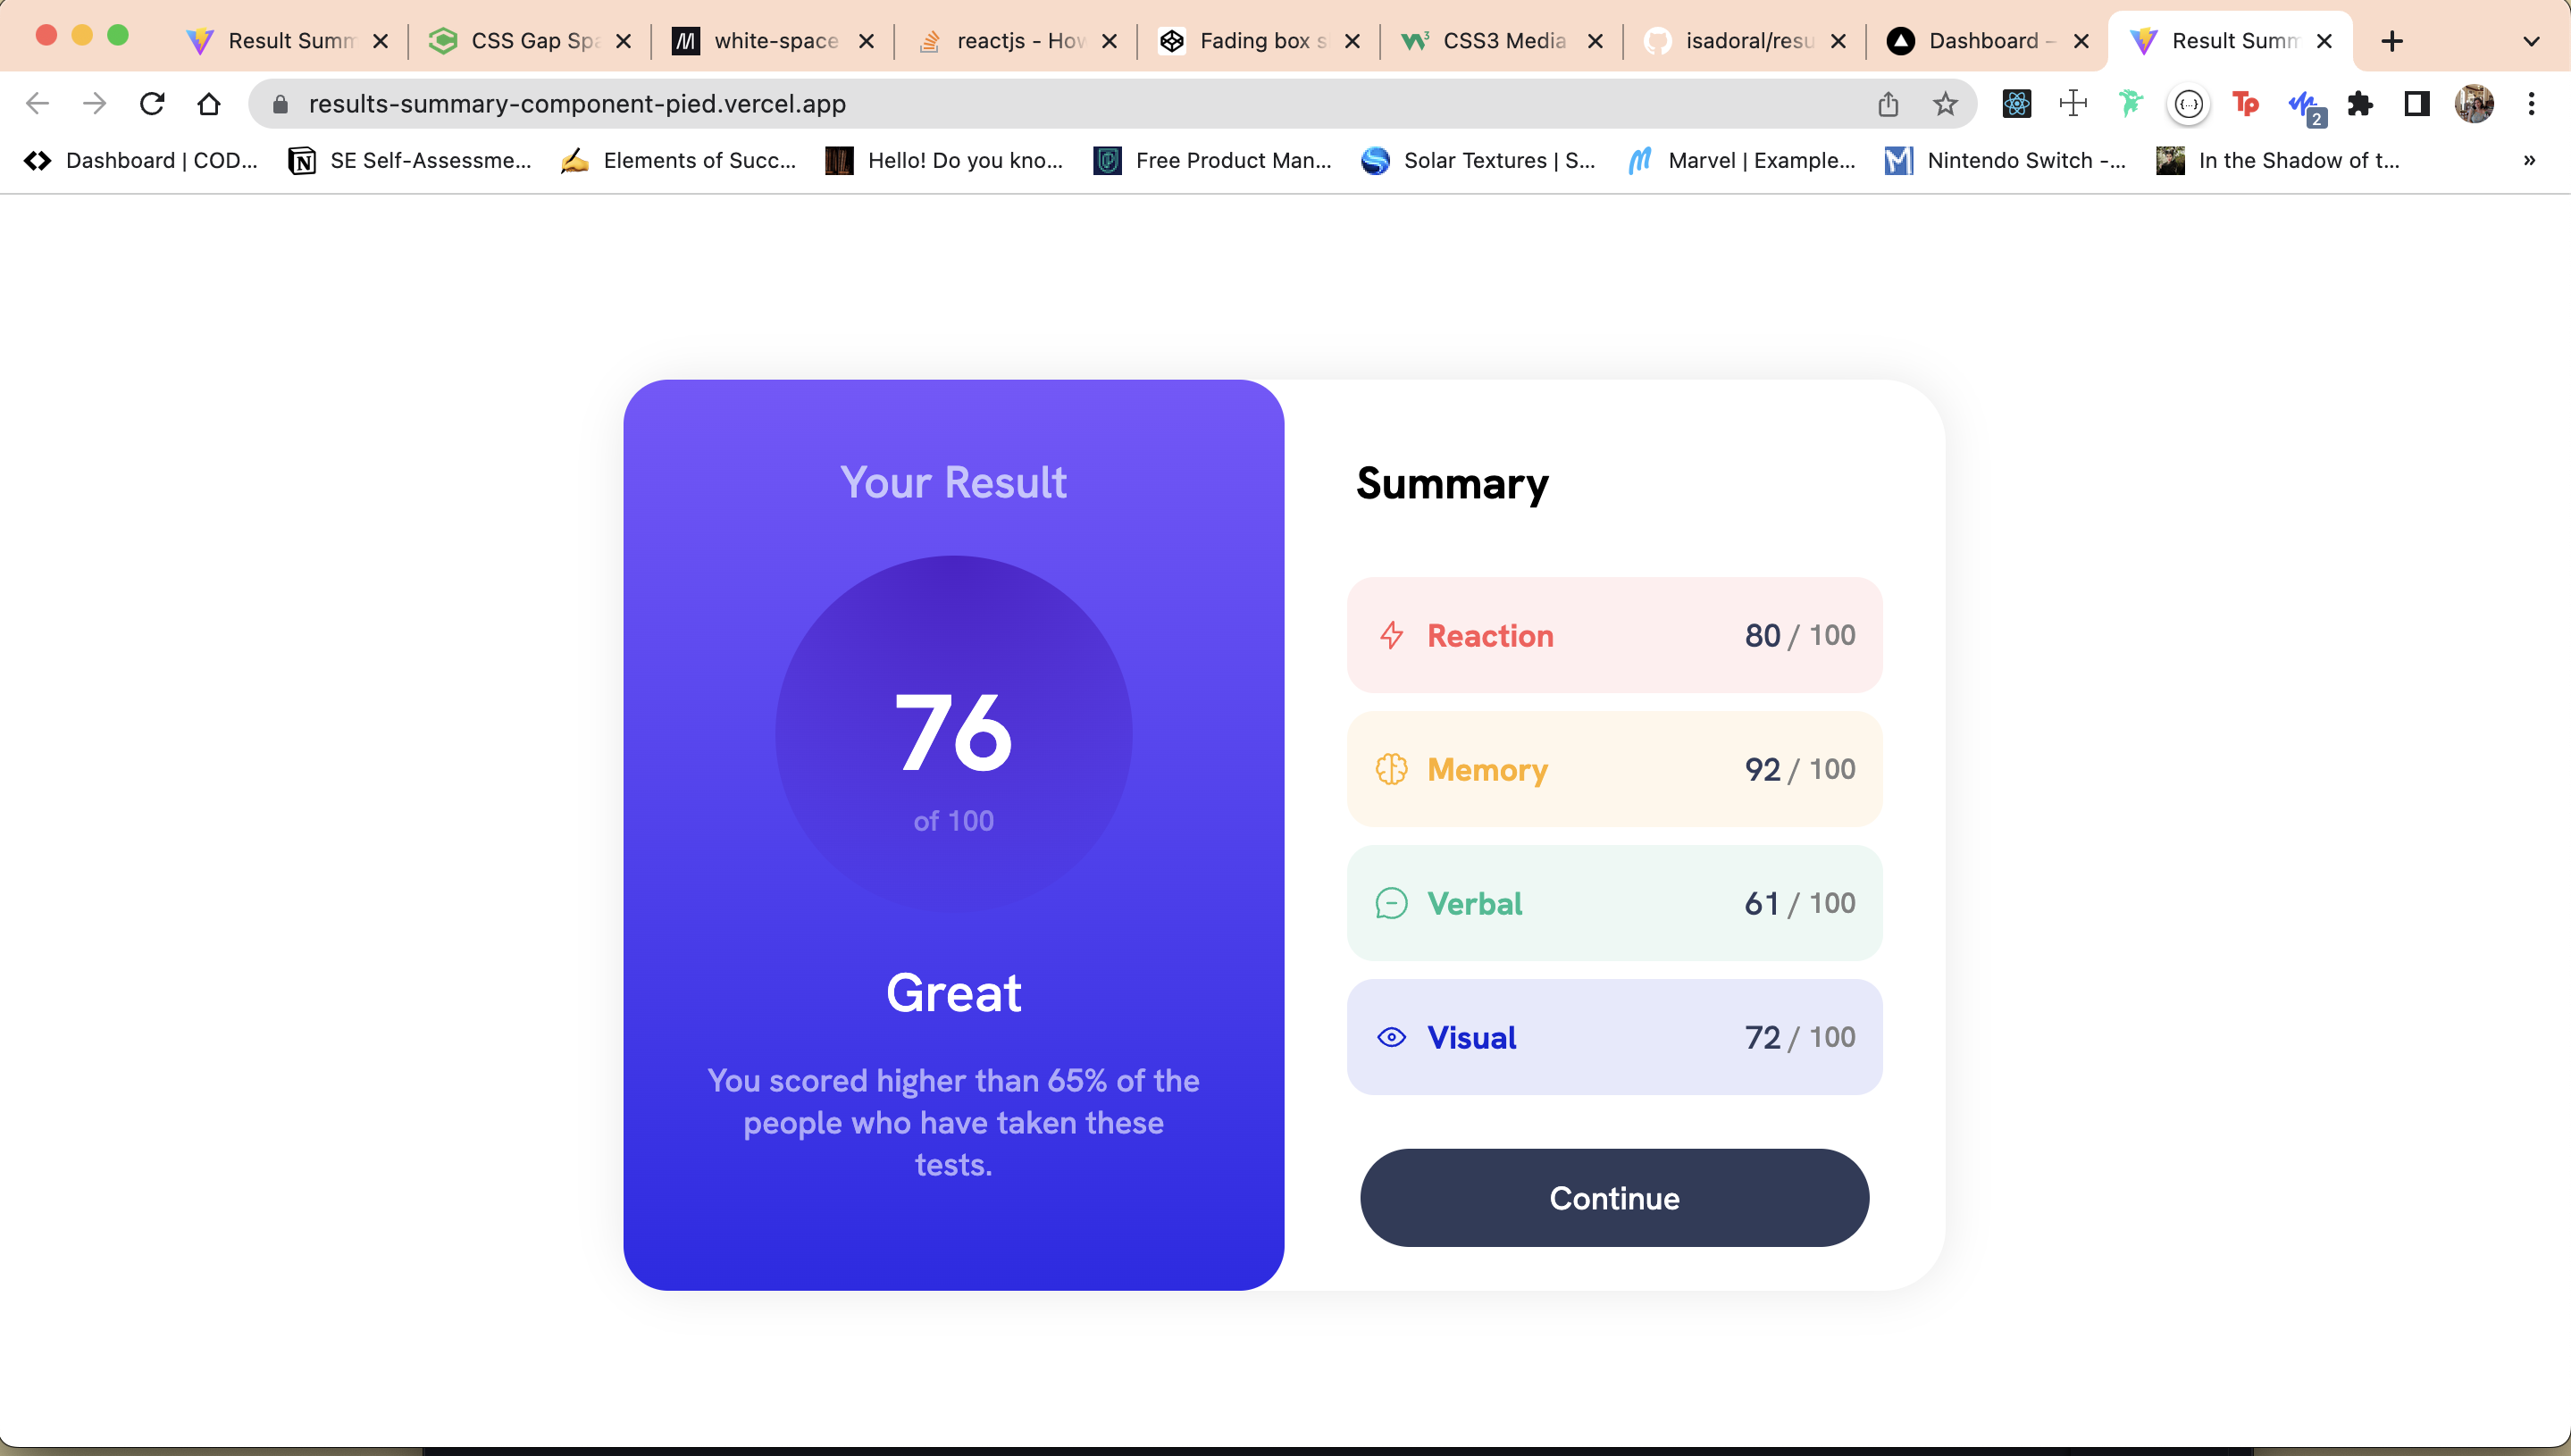 Result Summ
CSS Gap Spa
white-space
reactjs - How
Fading box s
CSS3 Media
isadoral/resu
Dashboard –
Result Summ
results-summary-component-pied.vercel.app
Tp
2
Dashboard | COD...
SE Self-Assessme...
Elements of Succ...
Hello! Do you kno...
Free Product Man...
Solar Textures | S...
Marvel | Example...
Nintendo Switch -...
In the Shadow of t...
»
Your Result
76
of 100
Great
You scored higher than 65% of the
people who have taken these
tests.
Summary
Reaction 80 / 100
Memory 92 / 100
Verbal 61 / 100
Visual 72 / 100
Continue